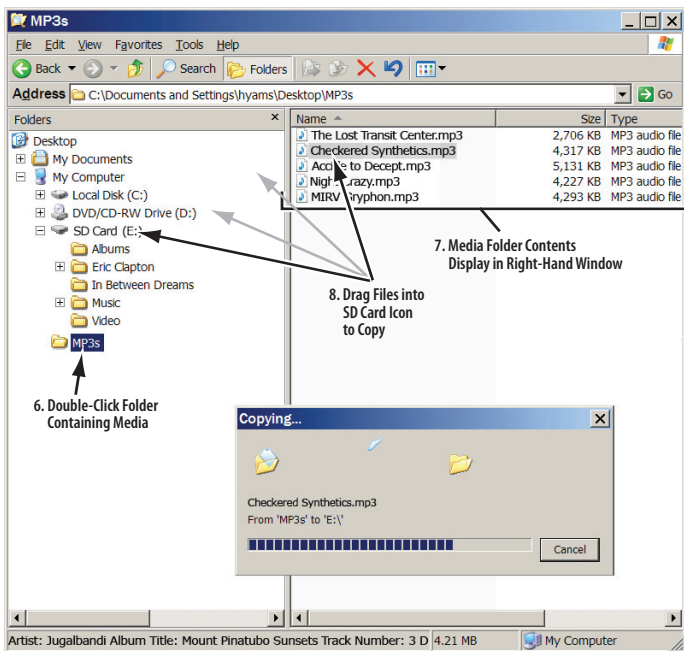 MP3s
File Edit View Favorites Tools Help
Back Search Folders
Address C:\Documents and Settings\hyams\Desktop\MP3s Go
Folders × Name Size Type
Desktop
My Documents
My Computer
Local Disk (C:)
DVD/CD-RW Drive (D:)
SD Card (E:)
Albums
Eric Clapton
In Between Dreams
Music
Video
MP3s
The Lost Transit Center.mp3 2,706 KB MP3 audio file
Checkered Synthetics.mp3 4,317 KB MP3 audio file
to Decept.mp3 5,131 KB MP3 audio file
4,227 KB MP3 audio file
MIRV Gryphon.mp3 4,293 KB MP3 audio file
7. Media Folder Contents
Display in Right-Hand Window
8. Drag Files into
SD Card Icon
to Copy
6. Double-Click Folder
Containing Media
Copying...
Checkered Synthetics.mp3
From 'MP3s' to 'E:\'
Cancel
Artist: Jugalbandi Album Title: Mount Pinatubo Sunsets Track Number: 3 D 4.21 MB My Computer